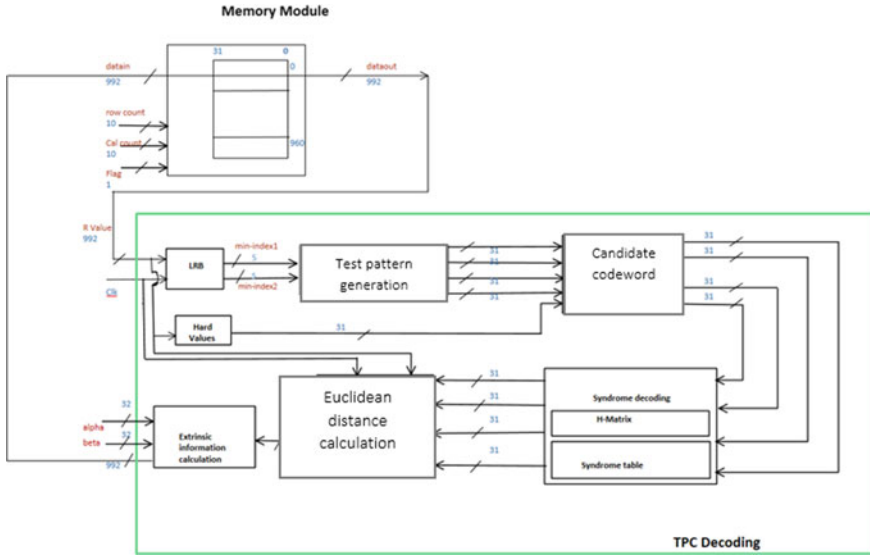 Memory Module
31 0
datain
992
0
dataout
992
row count
10
Cal count
10
Flag
1
960
R Value
992
Clk
LRB
min-index1
5
5
min-index2
Test pattern
generation
31
31
31
31
Candidate
codeword
31
31
31
31
Hard
Values
31
Euclidean
distance
calculation
31
31
31
31
Syndrome decoding
H-Matrix
Syndrome table
alpha
32
beta
32
992
Extrinsic
information
calculation
TPC Decoding